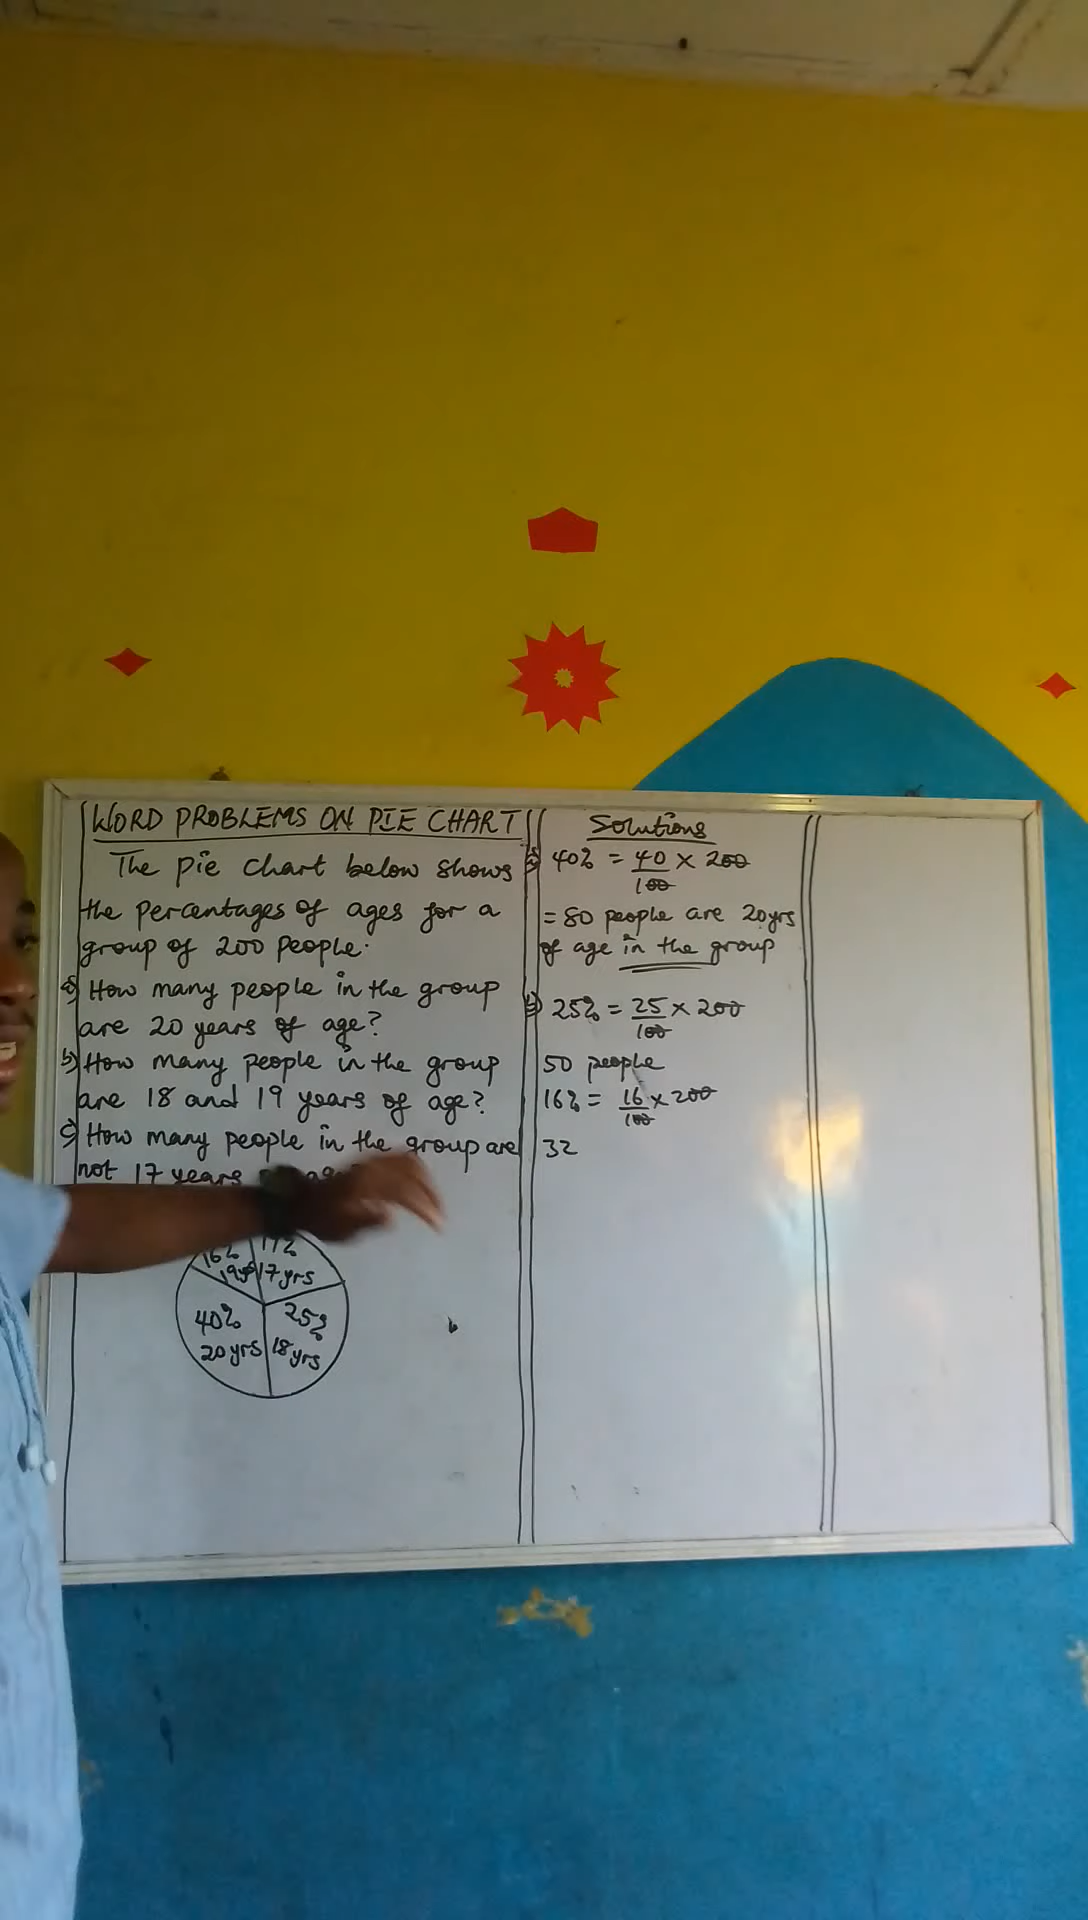 WORD PROBLEMS ON PIE CHART
The pie chart below shows
the percentages of ages for a
group of 200 people.
a) How many people in the group
are 20 years of age?
b) How many people in the group
are 18 and 19 years of age?
c) How many people in the group are
not 17 years
16%
19yrs
17yrs
40%
20yrs
25%
18yrs
Solutions
a) 40% = 40/100 × 200
= 80 people are 20yrs
of age in the group
b) 25% = 25/100 × 200
50 people
16% = 16/100 × 200
32